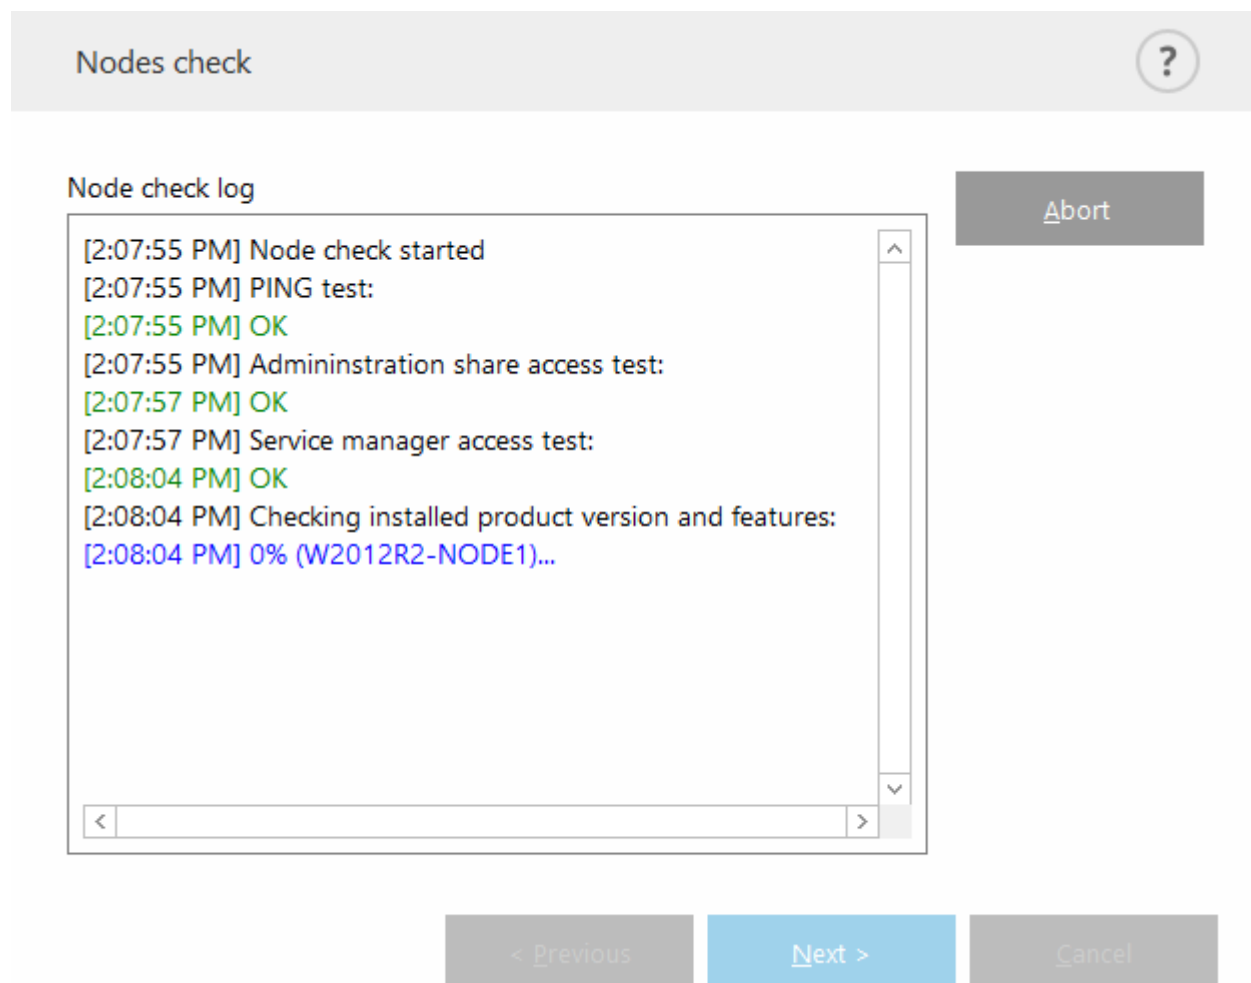 Nodes check
?
Node check log
Abort
[2:07:55 PM] Node check started
[2:07:55 PM] PING test:
[2:07:55 PM] OK
[2:07:55 PM] Admininstration share access test:
[2:07:57 PM] OK
[2:07:57 PM] Service manager access test:
[2:08:04 PM] OK
[2:08:04 PM] Checking installed product version and features:
[2:08:04 PM] 0% (W2012R2-NODE1)...
< Previous
Next >
Cancel